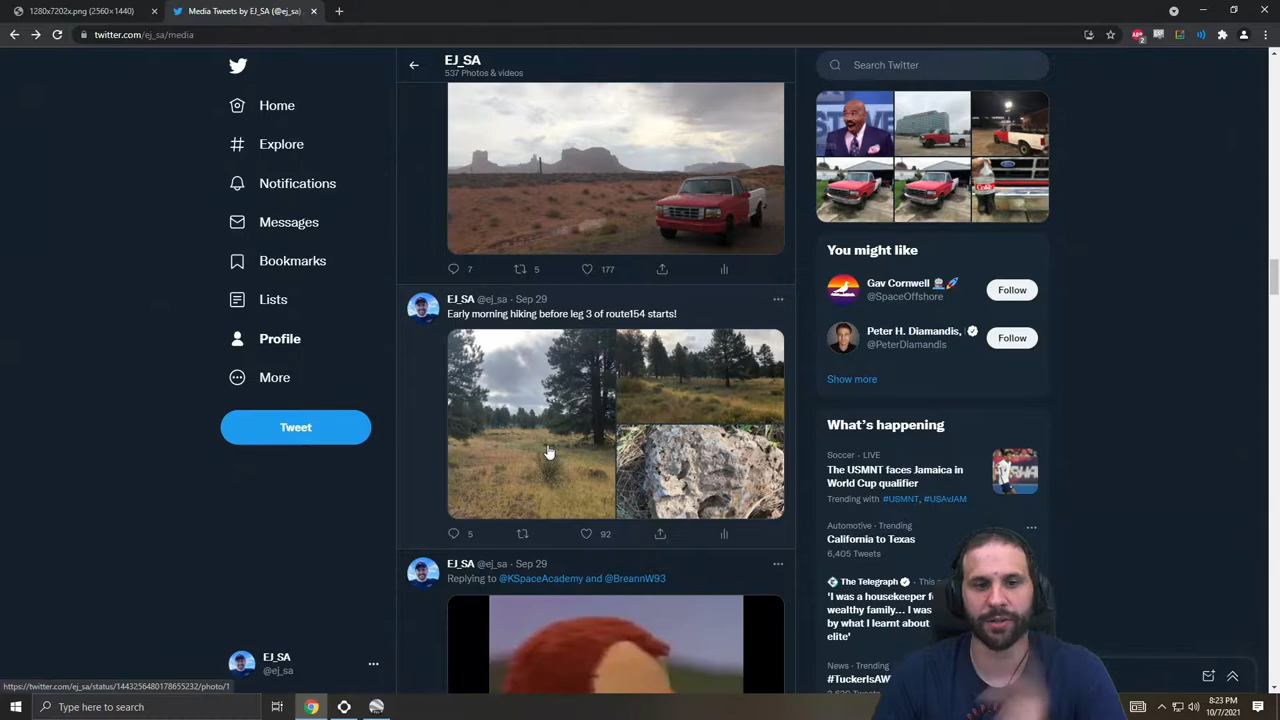 1280x7202x.png (2560×1440)
Media Tweets by EJ_SA (@ej_sa)
twitter.com/ej_sa/media
2
EJ_SA
537 Photos & videos
Search Twitter
Home
Explore
Notifications
Messages
Bookmarks
Lists
Profile
More
Tweet
EJ_SA
@ej_sa
7
5
177
EJ_SA @ej_sa · Sep 29
Early morning hiking before leg 3 of route154 starts!
5
92
EJ_SA @ej_sa · Sep 29
Replying to @KSpaceAcademy and @BreannW93
You might like
Gav Cornwell
@SpaceOffshore
Follow
Peter H. Diamandis,
@PeterDiamandis
Follow
Show more
What's happening
Soccer · LIVE
The USMNT faces Jamaica in
World Cup qualifier
Trending with #USMNT, #USAvJAM
Automotive · Trending
California to Texas
6,405 Tweets
The Telegraph
'I was a housekeeper
wealthy family... I was
by what I learnt about
elite'
News · Trending
#TuckerIsAW
https://twitter.com/ej_sa/status/1443256480178655232/photo/1
Type here to search
8:23 PM
10/7/2021